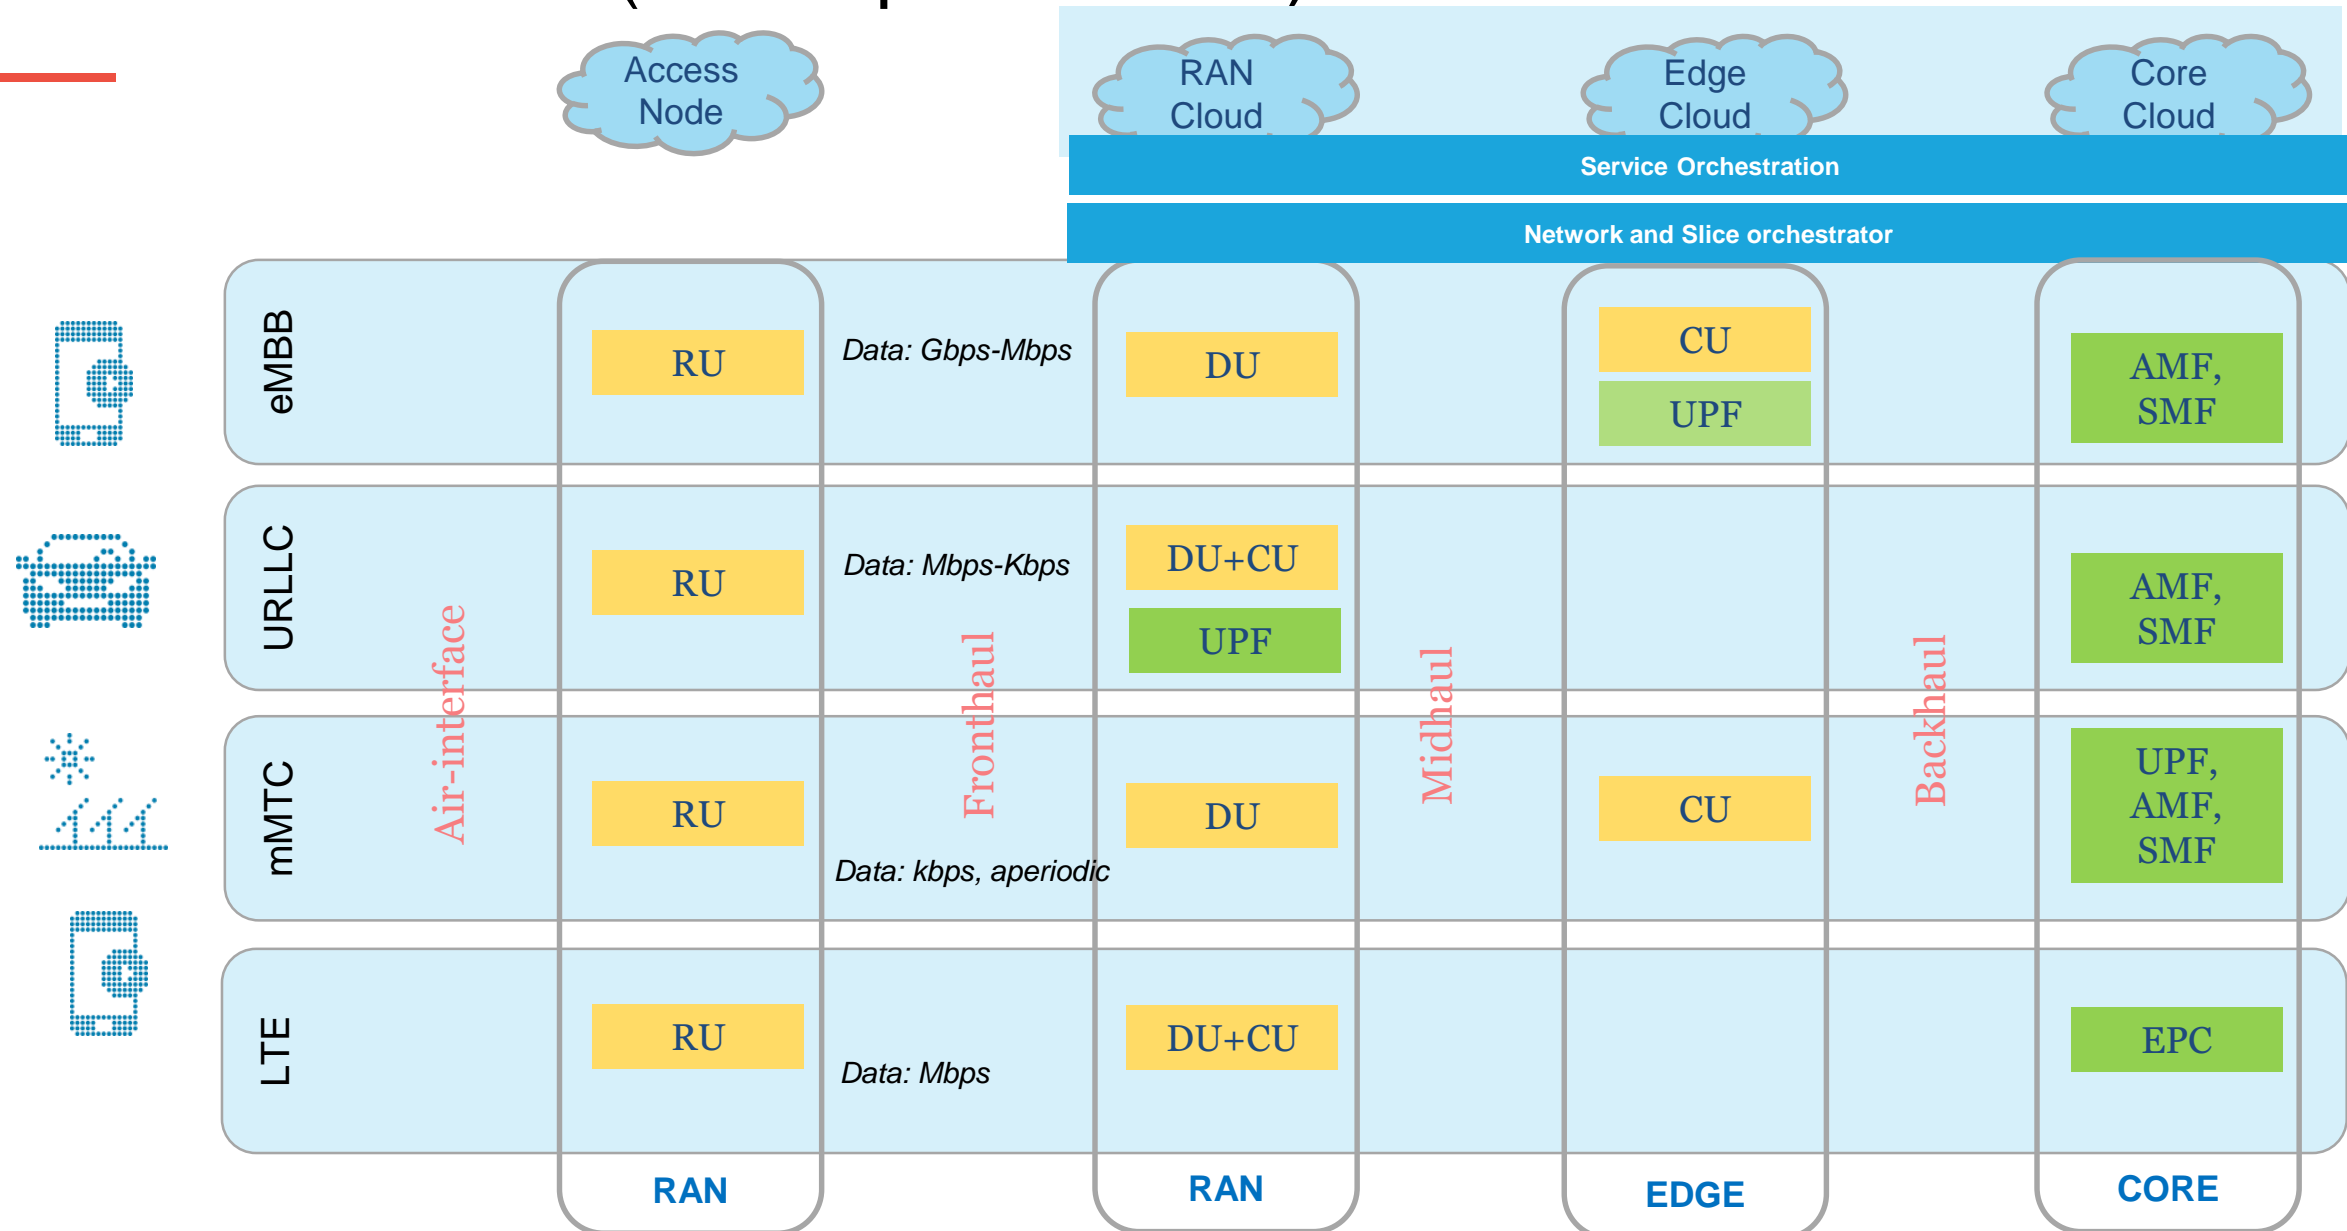 Access
Node
RAN
Cloud
Edge
Cloud
Core
Cloud
Service Orchestration
Network and Slice orchestrator
eMBB
RU
Data: Gbps-Mbps
DU
CU
UPF
AMF,
SMF
URLLC
RU
Data: Mbps-Kbps
DU+CU
UPF
AMF,
SMF
Air-interface
Fronthaul
Midhaul
Backhaul
mMTC
RU
Data: kbps, aperiodic
DU
CU
UPF,
AMF,
SMF
LTE
RU
Data: Mbps
DU+CU
EPC
RAN
RAN
EDGE
CORE